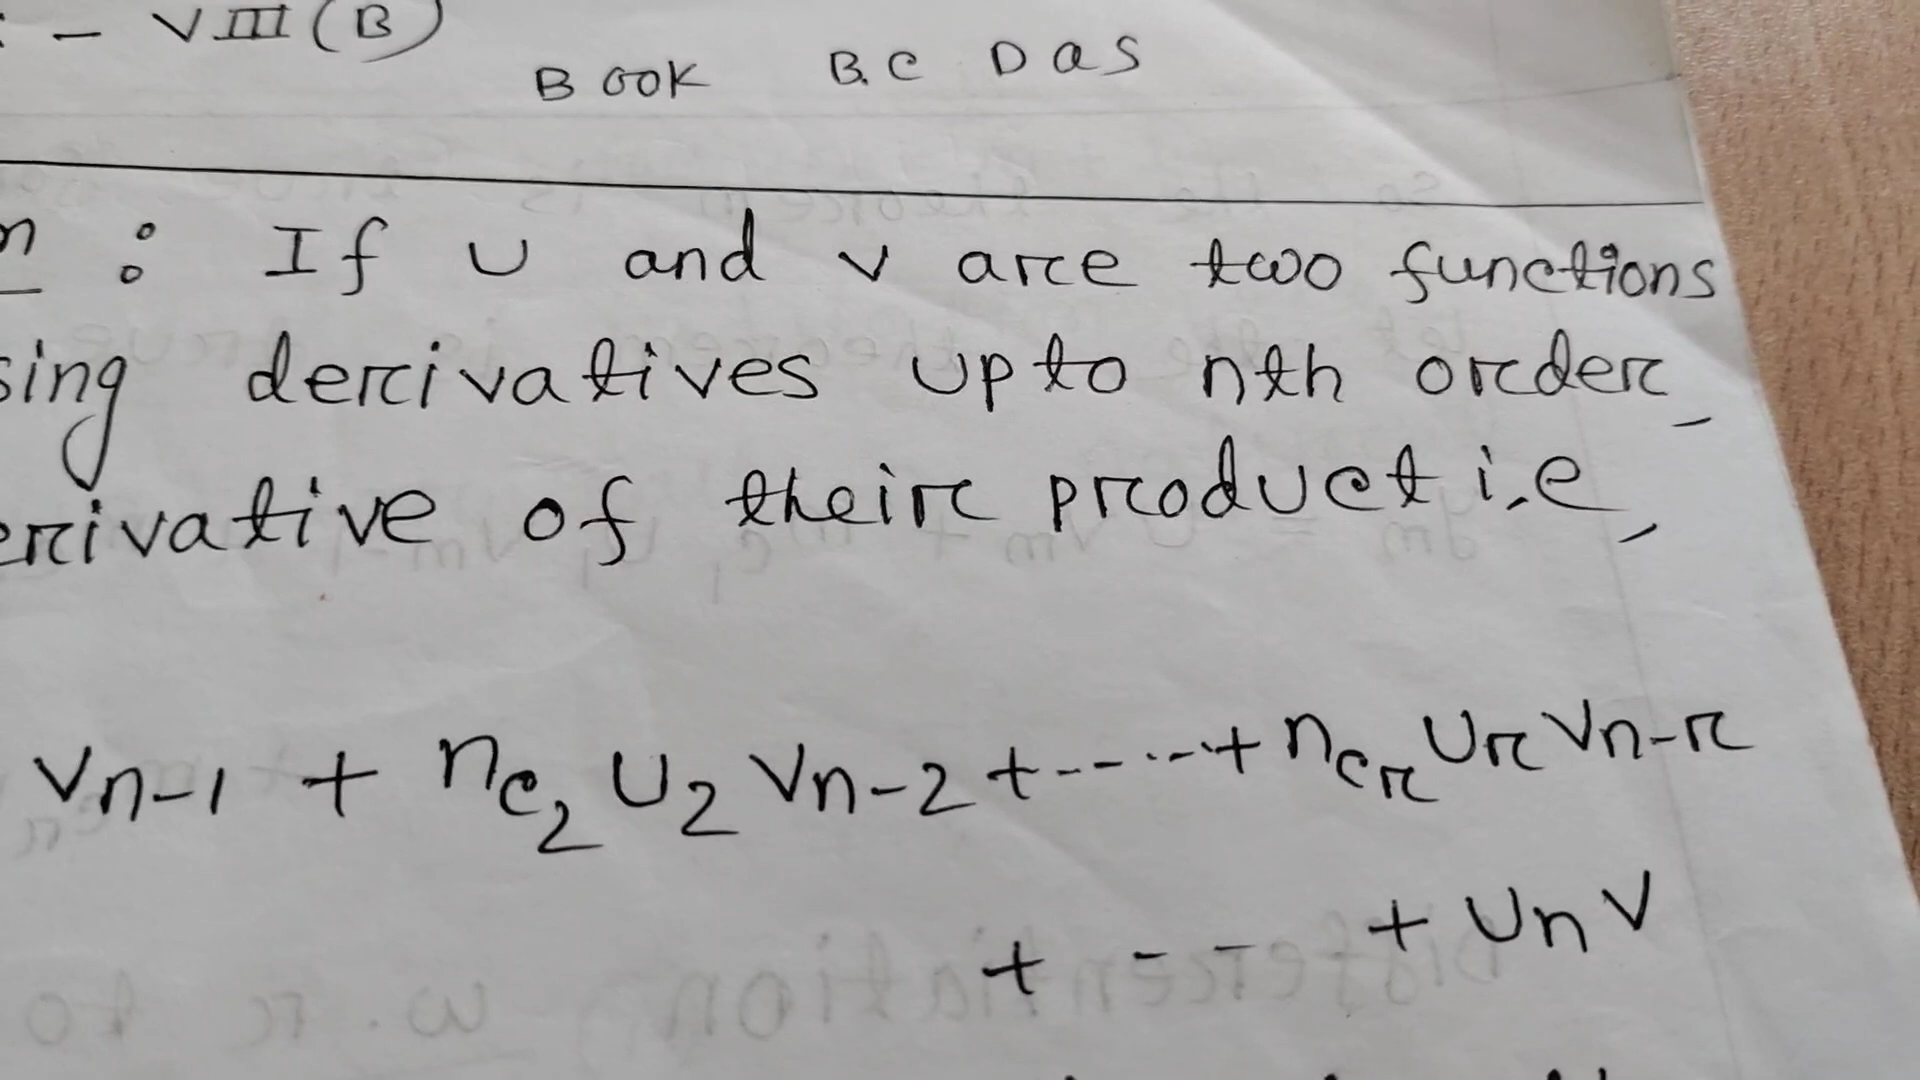 - VIII (B)
Book B.C Das
n : If u and v are two functions
sing derivatives upto nth order,
erivative of their product i.e,
Vn-1 + nc2 U2 Vn-2 + ------ + ncr Ur Vn-r
+ - - - + Un V